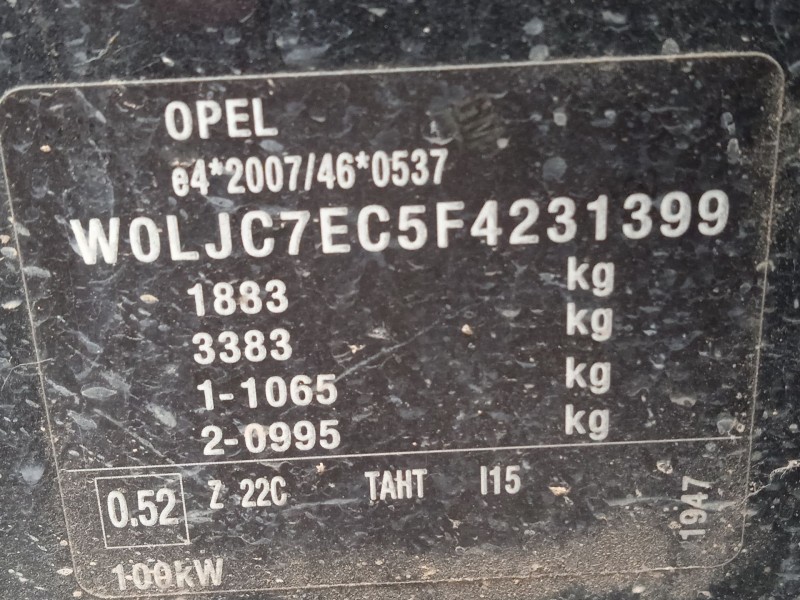 OPEL
e4*2007/46*0537
W0LJC7EC5F4231399
1883 kg
3383 kg
1-1065 kg
2-0995 kg
0.52 Z 22C TAHT I15
1947
100kW